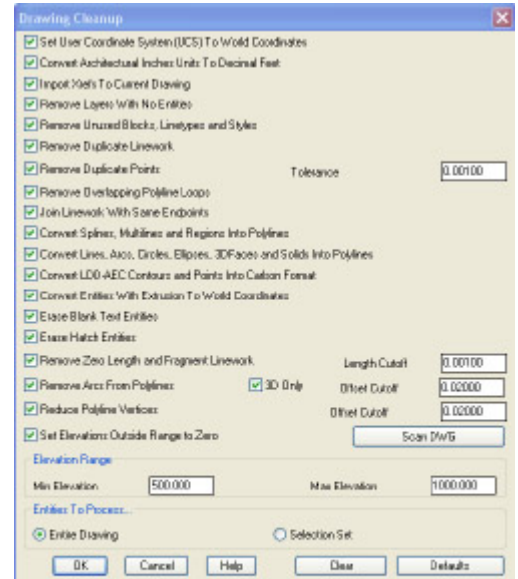 Drawing Cleanup
Set User Coordinate System (UCS) To World Coordinates
Convert Architectural Inches Units To Decimal Feet
Import Xrefs To Current Drawing
Remove Layers With No Entities
Remove Unused Blocks, Linetypes and Styles
Remove Duplicate Linework
Remove Duplicate Points Tolerance 0.00100
Remove Overlapping Polyline Loops
Join Linework With Same Endpoints
Convert Splines, Multilines and Regions Into Polylines
Convert Lines, Arcs, Circles, Ellipses, 3DFaces and Solids Into Polylines
Convert LDD-AEC Contours and Points Into Carlson Format
Convert Entities With Extrusion To World Coordinates
Erase Blank Text Entities
Erase Hatch Entities
Remove Zero Length and Fragment Linework Length Cutoff 0.00100
Remove Arcs From Polylines 3D Only Offset Cutoff 0.02000
Reduce Polyline Vertices Offset Cutoff 0.02000
Set Elevations Outside Range to Zero Scan DWG
Elevation Range
Min Elevation 500.000 Max Elevation 1000.000
Entities To Process...
Entire Drawing Selection Set
OK Cancel Help Clear Defaults